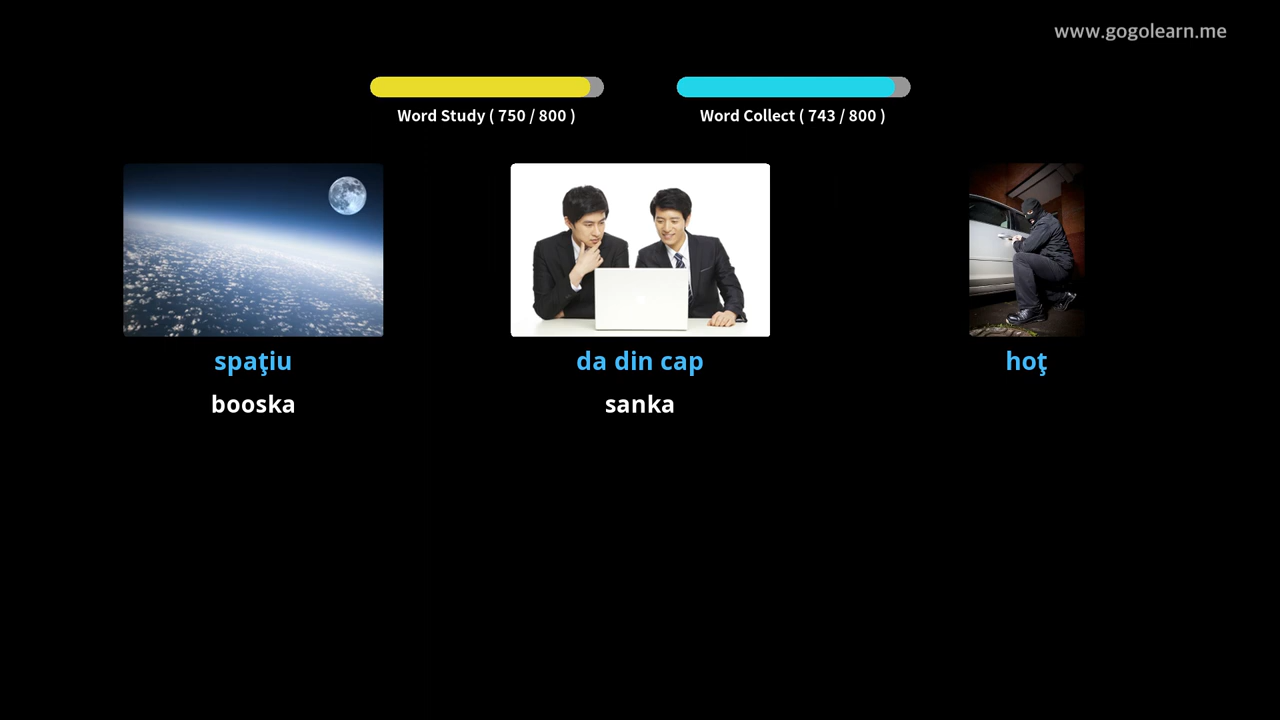 www.gogolearn.me
Word Study ( 750 / 800 )
Word Collect ( 743 / 800 )
spaţiu
da din cap
hoţ
booska
sanka